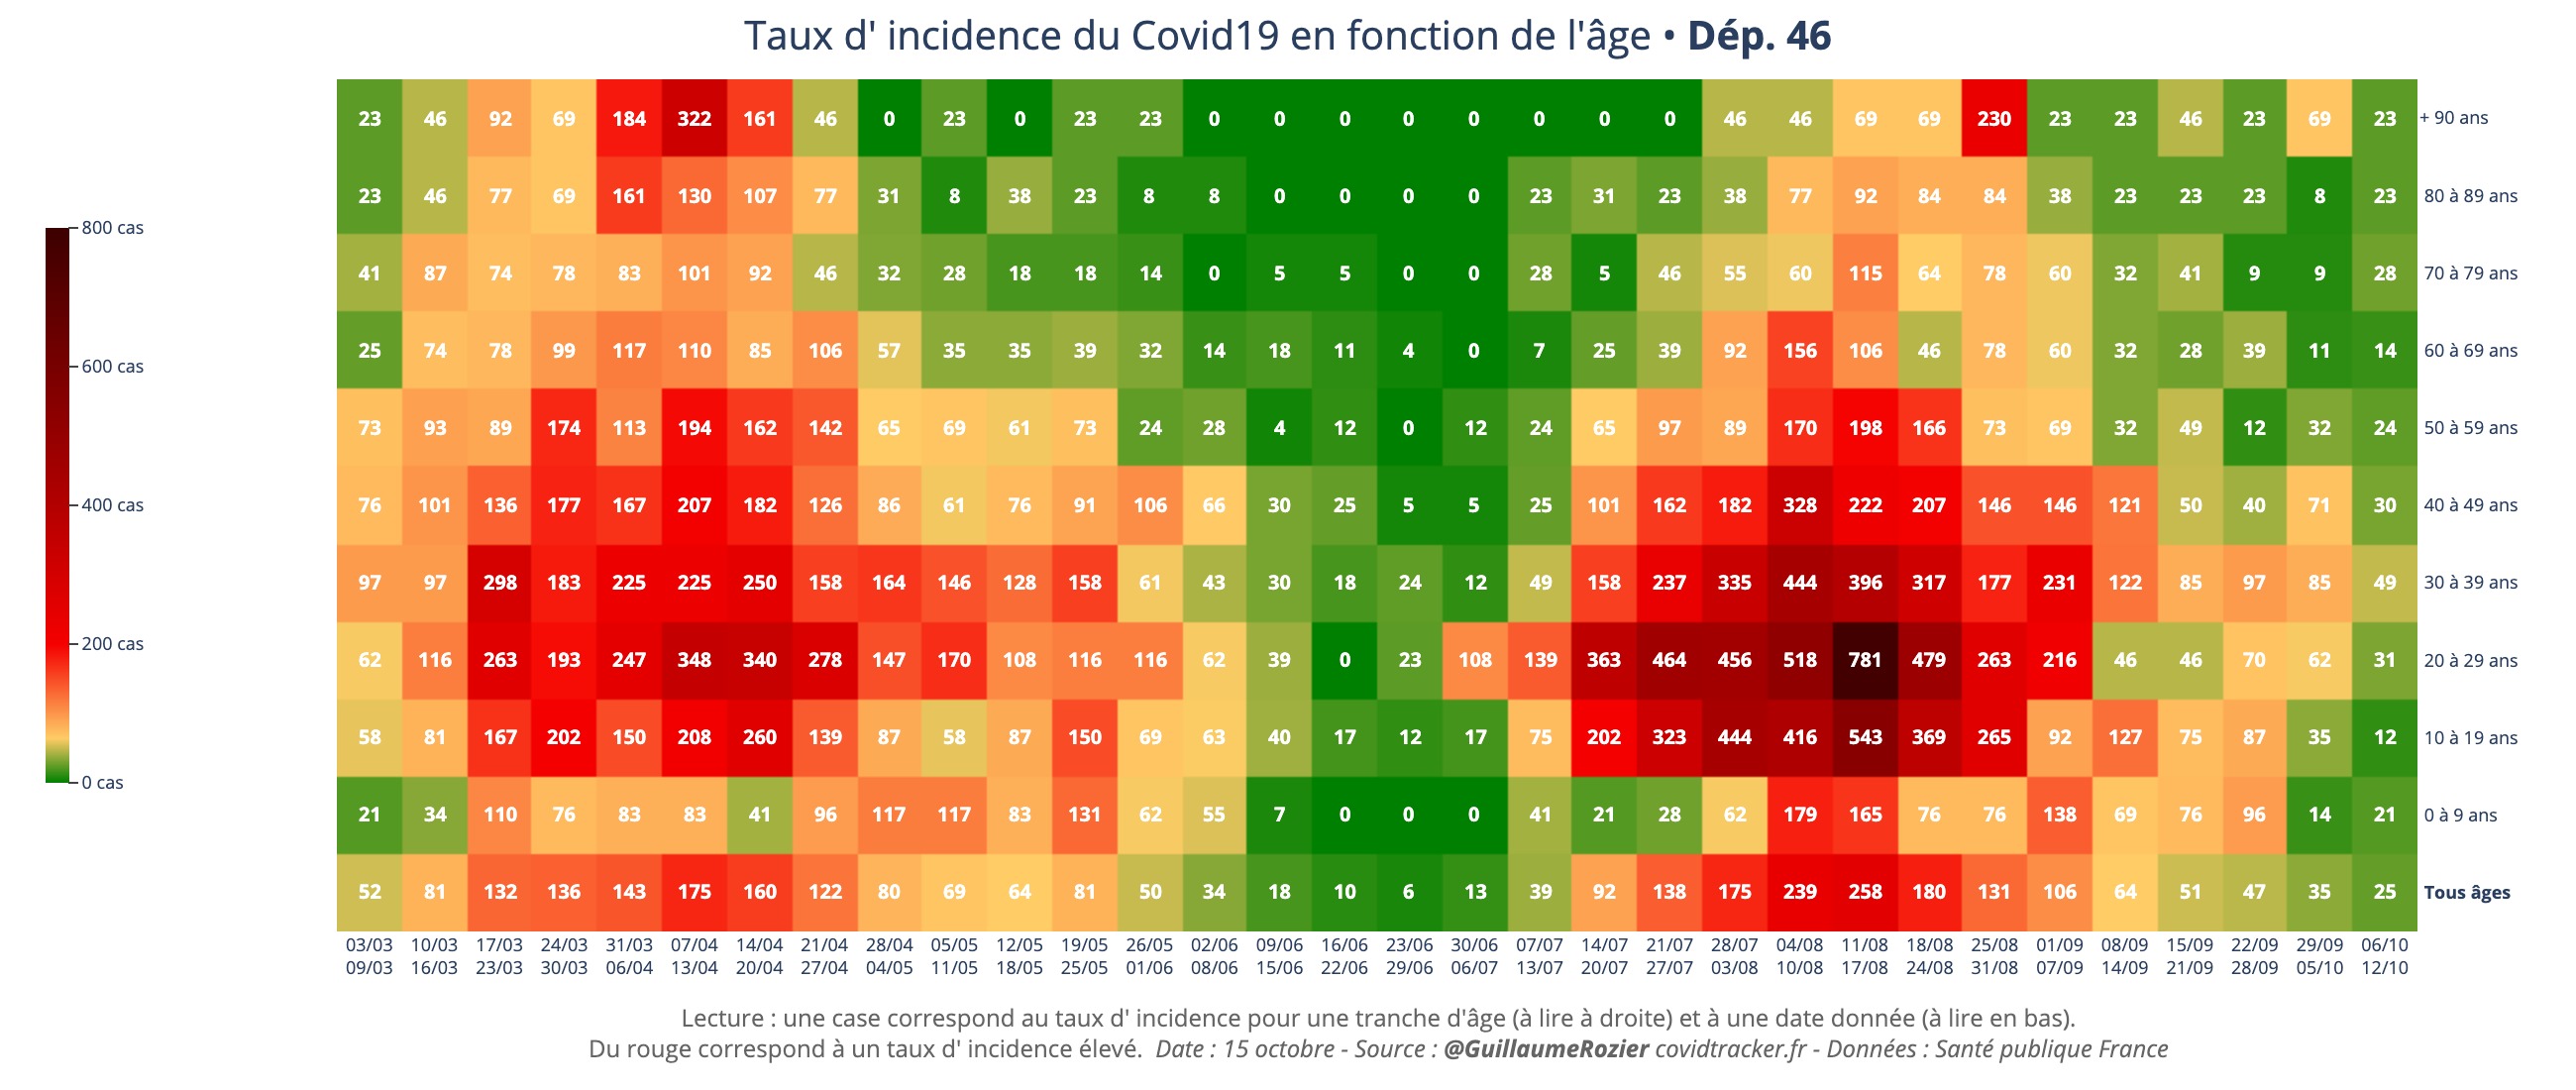 Taux d' incidence du Covid19 en fonction de l'âge • Dép. 46
23 46 92 69 184 322 161 46 0 23 0 23 23 0 0 0 0 0 0 0 0 46 46 69 69 230 23 23 46 23 69 23 + 90 ans
23 46 77 69 161 130 107 77 31 8 38 23 8 8 0 0 0 0 23 31 23 38 77 92 84 84 38 23 23 23 8 23 80 à 89 ans
800 cas
41 87 74 78 83 101 92 46 32 28 18 18 14 0 5 5 0 0 28 5 46 55 60 115 64 78 60 32 41 9 9 28 70 à 79 ans
25 74 78 99 117 110 85 106 57 35 35 39 32 14 18 11 4 0 7 25 39 92 156 106 46 78 60 32 28 39 11 14 60 à 69 ans
600 cas
73 93 89 174 113 194 162 142 65 69 61 73 24 28 4 12 0 12 24 65 97 89 170 198 166 73 69 32 49 12 32 24 50 à 59 ans
400 cas
76 101 136 177 167 207 182 126 86 61 76 91 106 66 30 25 5 5 25 101 162 182 328 222 207 146 146 121 50 40 71 30 40 à 49 ans
97 97 298 183 225 225 250 158 164 146 128 158 61 43 30 18 24 12 49 158 237 335 444 396 317 177 231 122 85 97 85 49 30 à 39 ans
200 cas
62 116 263 193 247 348 340 278 147 170 108 116 116 62 39 0 23 108 139 363 464 456 518 781 479 263 216 46 46 70 62 31 20 à 29 ans
58 81 167 202 150 208 260 139 87 58 87 150 69 63 40 17 12 17 75 202 323 444 416 543 369 265 92 127 75 87 35 12 10 à 19 ans
0 cas
21 34 110 76 83 83 41 96 117 117 83 131 62 55 7 0 0 0 41 21 28 62 179 165 76 76 138 69 76 96 14 21 0 à 9 ans
52 81 132 136 143 175 160 122 80 69 64 81 50 34 18 10 6 13 39 92 138 175 239 258 180 131 106 64 51 47 35 25 Tous âges
03/03 10/03 17/03 24/03 31/03 07/04 14/04 21/04 28/04 05/05 12/05 19/05 26/05 02/06 09/06 16/06 23/06 30/06 07/07 14/07 21/07 28/07 04/08 11/08 18/08 25/08 01/09 08/09 15/09 22/09 29/09 06/10
09/03 16/03 23/03 30/03 06/04 13/04 20/04 27/04 04/05 11/05 18/05 25/05 01/06 08/06 15/06 22/06 29/06 06/07 13/07 20/07 27/07 03/08 10/08 17/08 24/08 31/08 07/09 14/09 21/09 28/09 05/10 12/10
Lecture : une case correspond au taux d' incidence pour une tranche d'âge (à lire à droite) et à une date donnée (à lire en bas).
Du rouge correspond à un taux d' incidence élevé. Date : 15 octobre - Source : @GuillaumeRozier covidtracker.fr - Données : Santé publique France